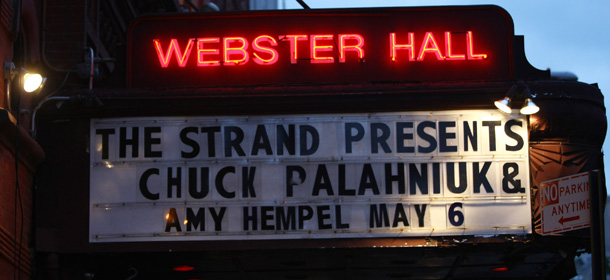 WEBSTER HALL
THE STRAND PRESENTS
CHUCK PALAHNIUK&
AMY HEMPEL MAY 6
NO PARKING
ANYTIME